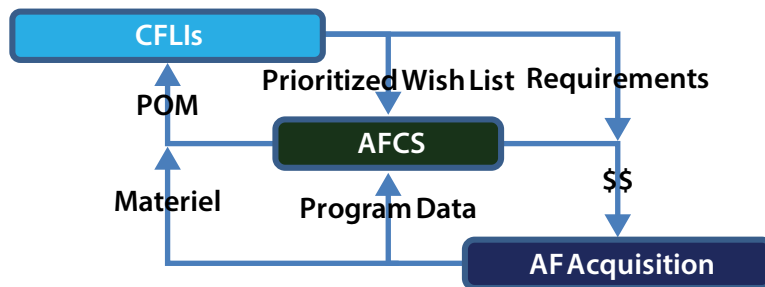 CFLIs
Prioritized Wish List
Requirements
POM
AFCS
Materiel
Program Data
$$
AF Acquisition